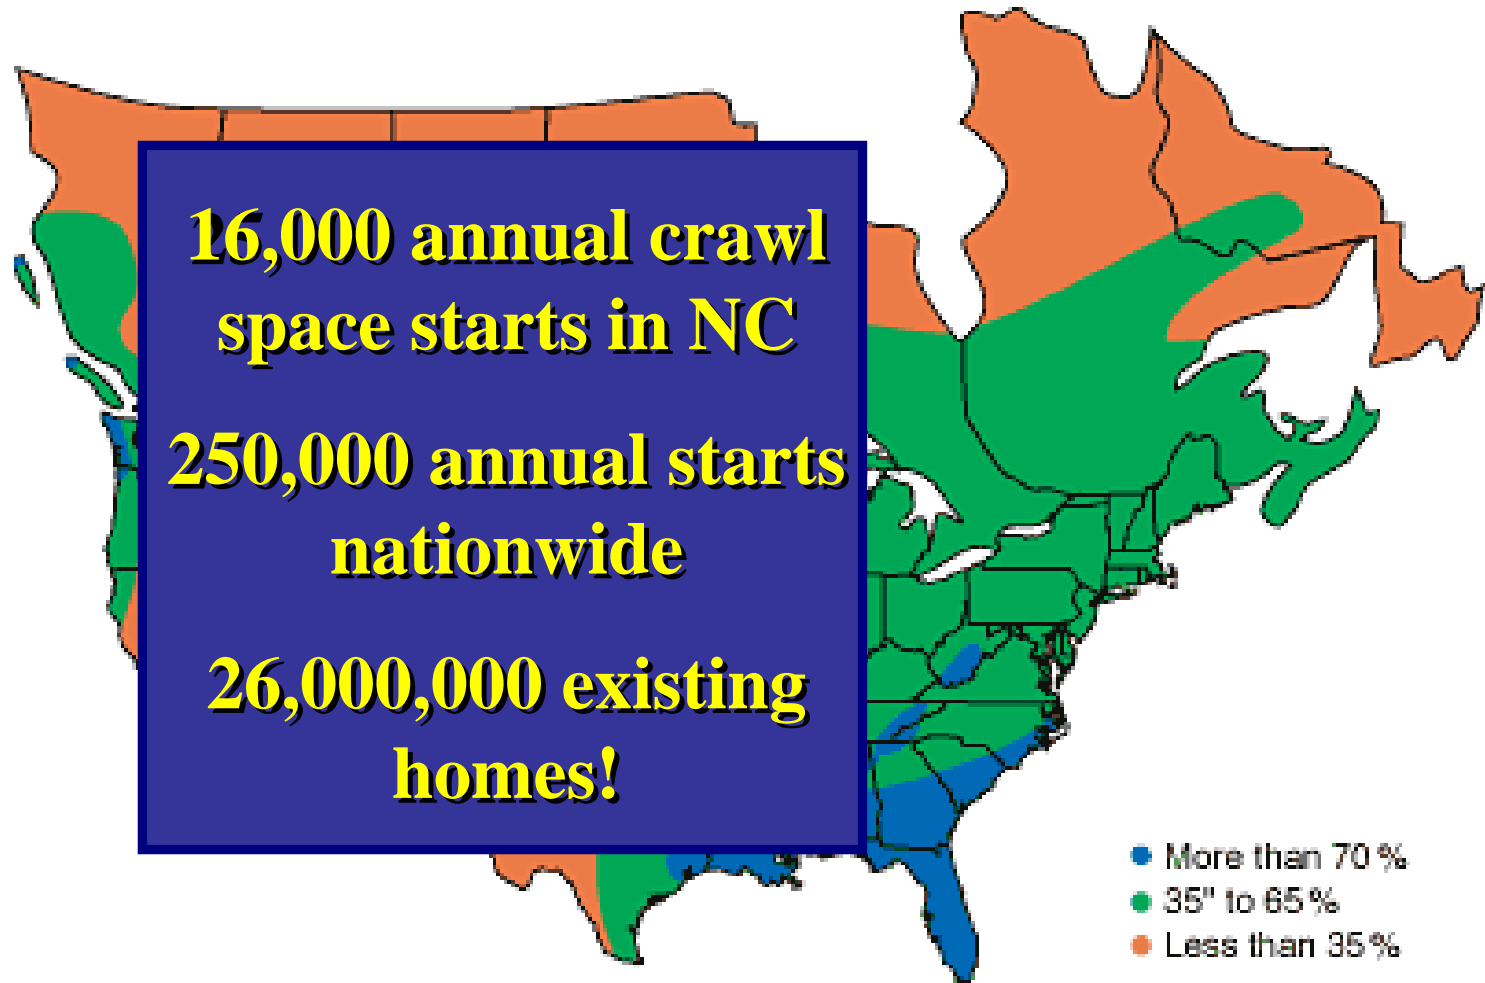 16,000 annual crawl
space starts in NC
250,000 annual starts
nationwide
26,000,000 existing
homes!
More than 70%
35" to 65%
Less than 35%